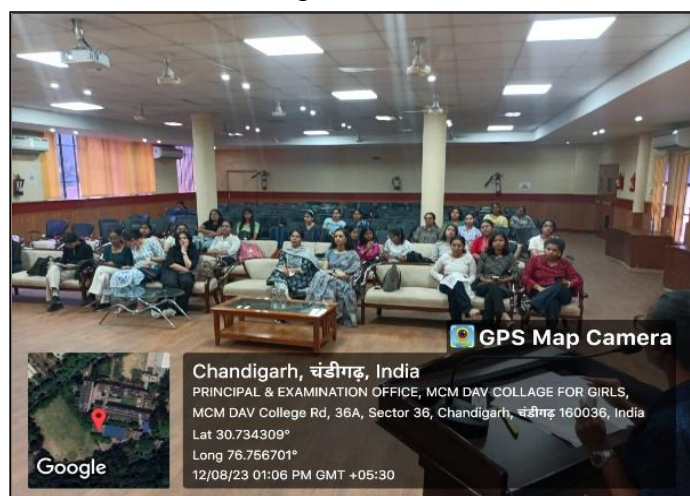 GPS Map Camera
Chandigarh, चंडीगढ़, India
PRINCIPAL & EXAMINATION OFFICE, MCM DAV COLLAGE FOR GIRLS,
MCM DAV College Rd, 36A, Sector 36, Chandigarh, चंडीगढ़ 160036, India
Lat 30.734309°
Long 76.756701°
12/08/23 01:06 PM GMT +05:30
Google